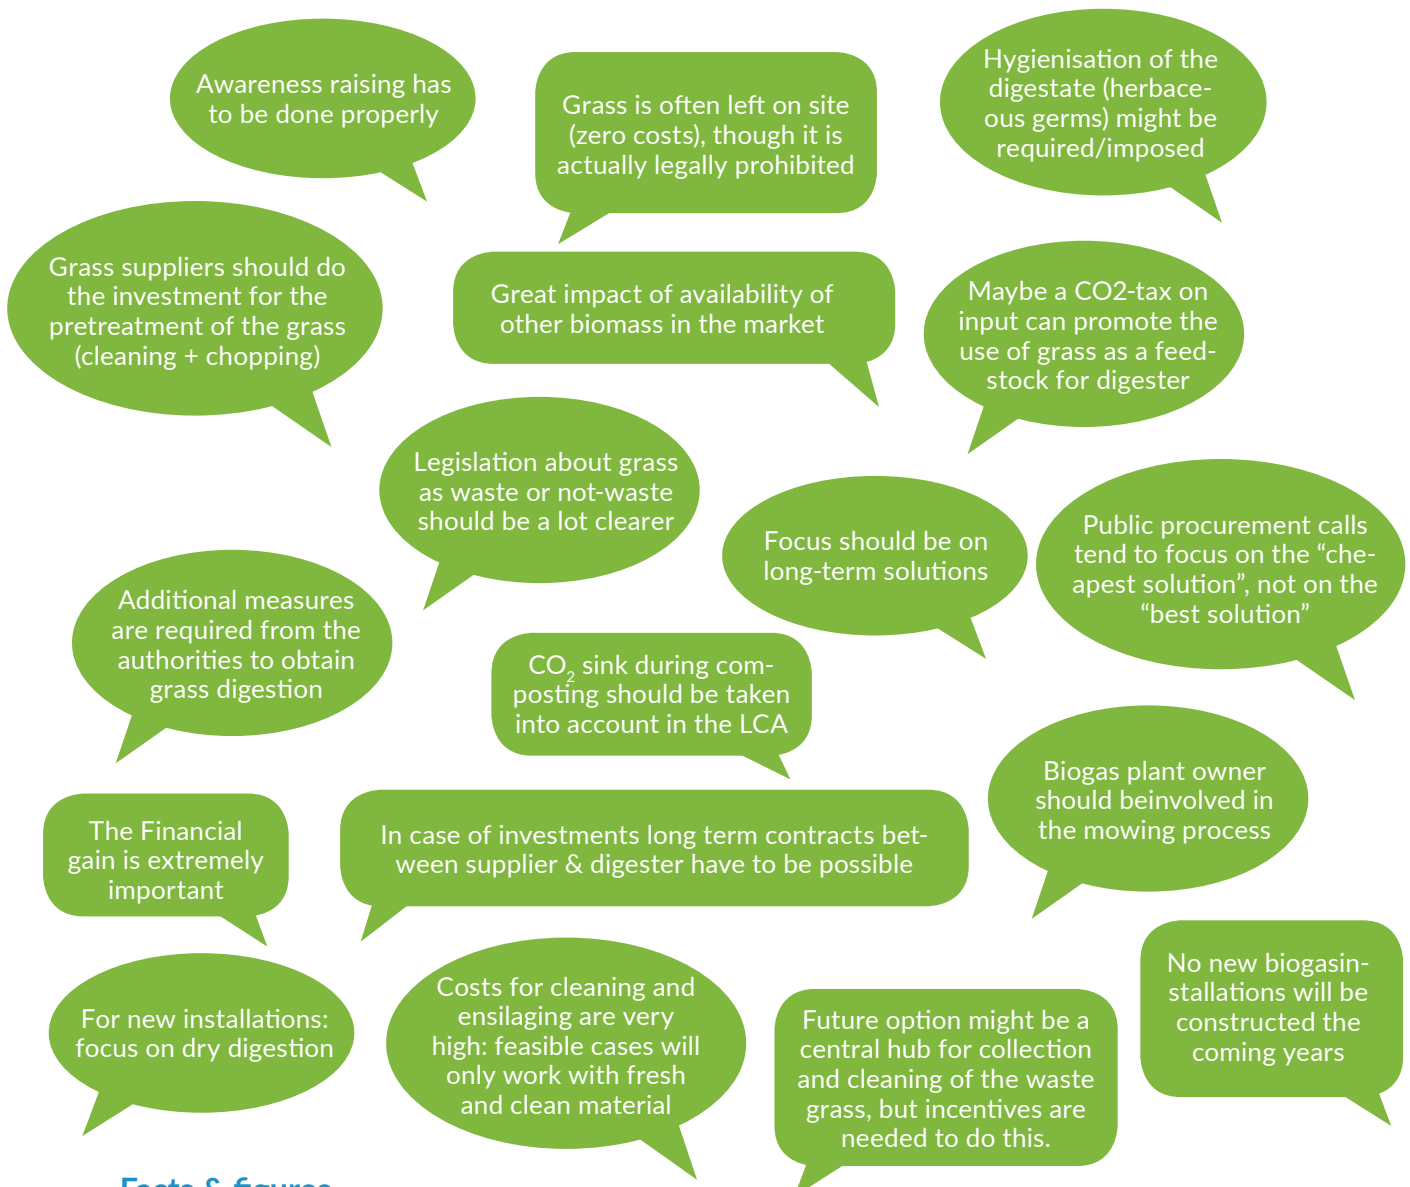 Awareness raising has
to be done properly
Grass is often left on site
(zero costs), though it is
actually legally prohibited
Hygienisation of the
digestate (herbace-
ous germs) might be
required/imposed
Grass suppliers should do
the investment for the
pretreatment of the grass
(cleaning + chopping)
Great impact of availability of
other biomass in the market
Maybe a CO2-tax on
input can promote the
use of grass as a feed-
stock for digester
Legislation about grass
as waste or not-waste
should be a lot clearer
Focus should be on
long-term solutions
Public procurement calls
tend to focus on the “che-
apest solution”, not on the
“best solution”
Additional measures
are required from the
authorities to obtain
grass digestion
CO₂ sink during com-
posting should be taken
into account in the LCA
Biogas plant owner
should beinvolved in
the mowing process
The Financial
gain is extremely
important
In case of investments long term contracts bet-
ween supplier & digester have to be possible
No new biogasin-
stallations will be
constructed the
coming years
For new installations:
focus on dry digestion
Costs for cleaning and
ensilaging are very
high: feasible cases will
only work with fresh
and clean material
Future option might be a
central hub for collection
and cleaning of the waste
grass, but incentives are
needed to do this.
Facts & figures